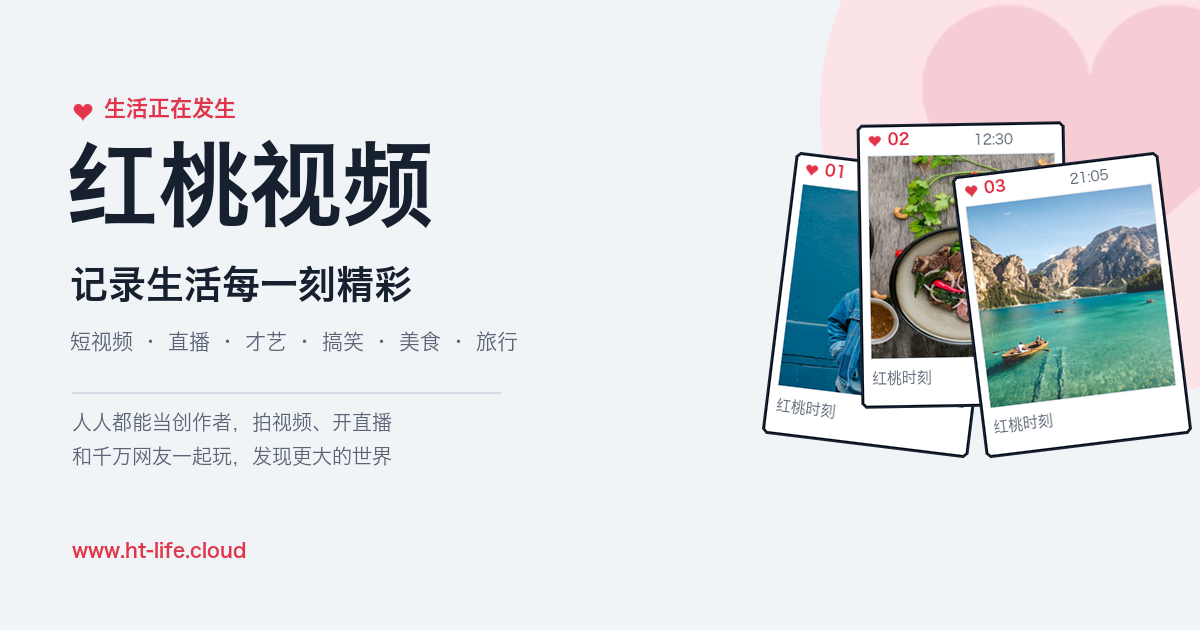 生活正在发生
红桃视频
记录生活每一刻精彩
短视频 · 直播 · 才艺 · 搞笑 · 美食 · 旅行
人人都能当创作者，拍视频、开直播
和千万网友一起玩，发现更大的世界
www.ht-life.cloud
01
红桃时刻
02 12:30
红桃时刻
03 21:05
红桃时刻